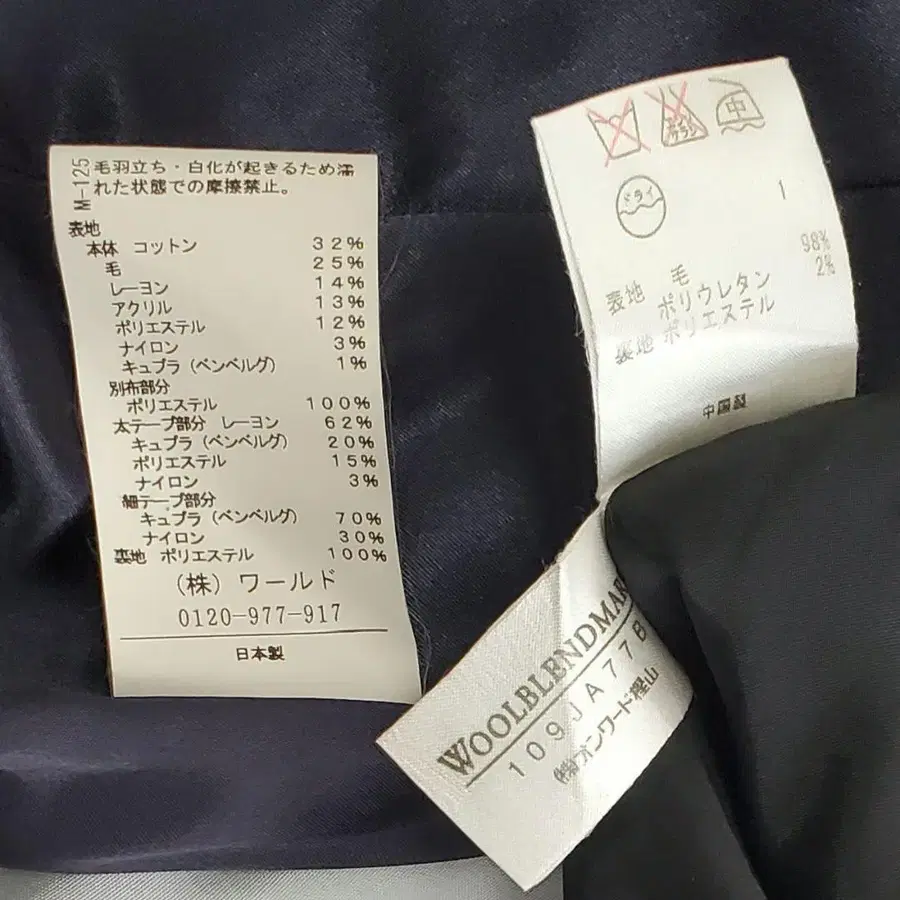 M-125
毛羽立ち・白化が起きるため濡
れた状態での摩擦禁止。
表地
本体 コットン 32%
毛 25%
レーヨン 14%
アクリル 13%
ポリエステル 12%
ナイロン 3%
キュプラ（ベンベルグ） 1%
別布部分
ポリエステル 100%
太テープ部分 レーヨン 62%
キュプラ（ベンベルグ） 20%
ポリエステル 15%
ナイロン 3%
細テープ部分
キュプラ（ベンベルグ） 70%
ナイロン 30%
裏地 ポリエステル 100%
（株）ワールド
0120-977-917
日本製
中
ドライ
1
表地 毛 98%
ポリウレタン 2%
裏地 ポリエステル
中国製
WOOLBLENDMAR
109JA77B
㈱オンワード樫山